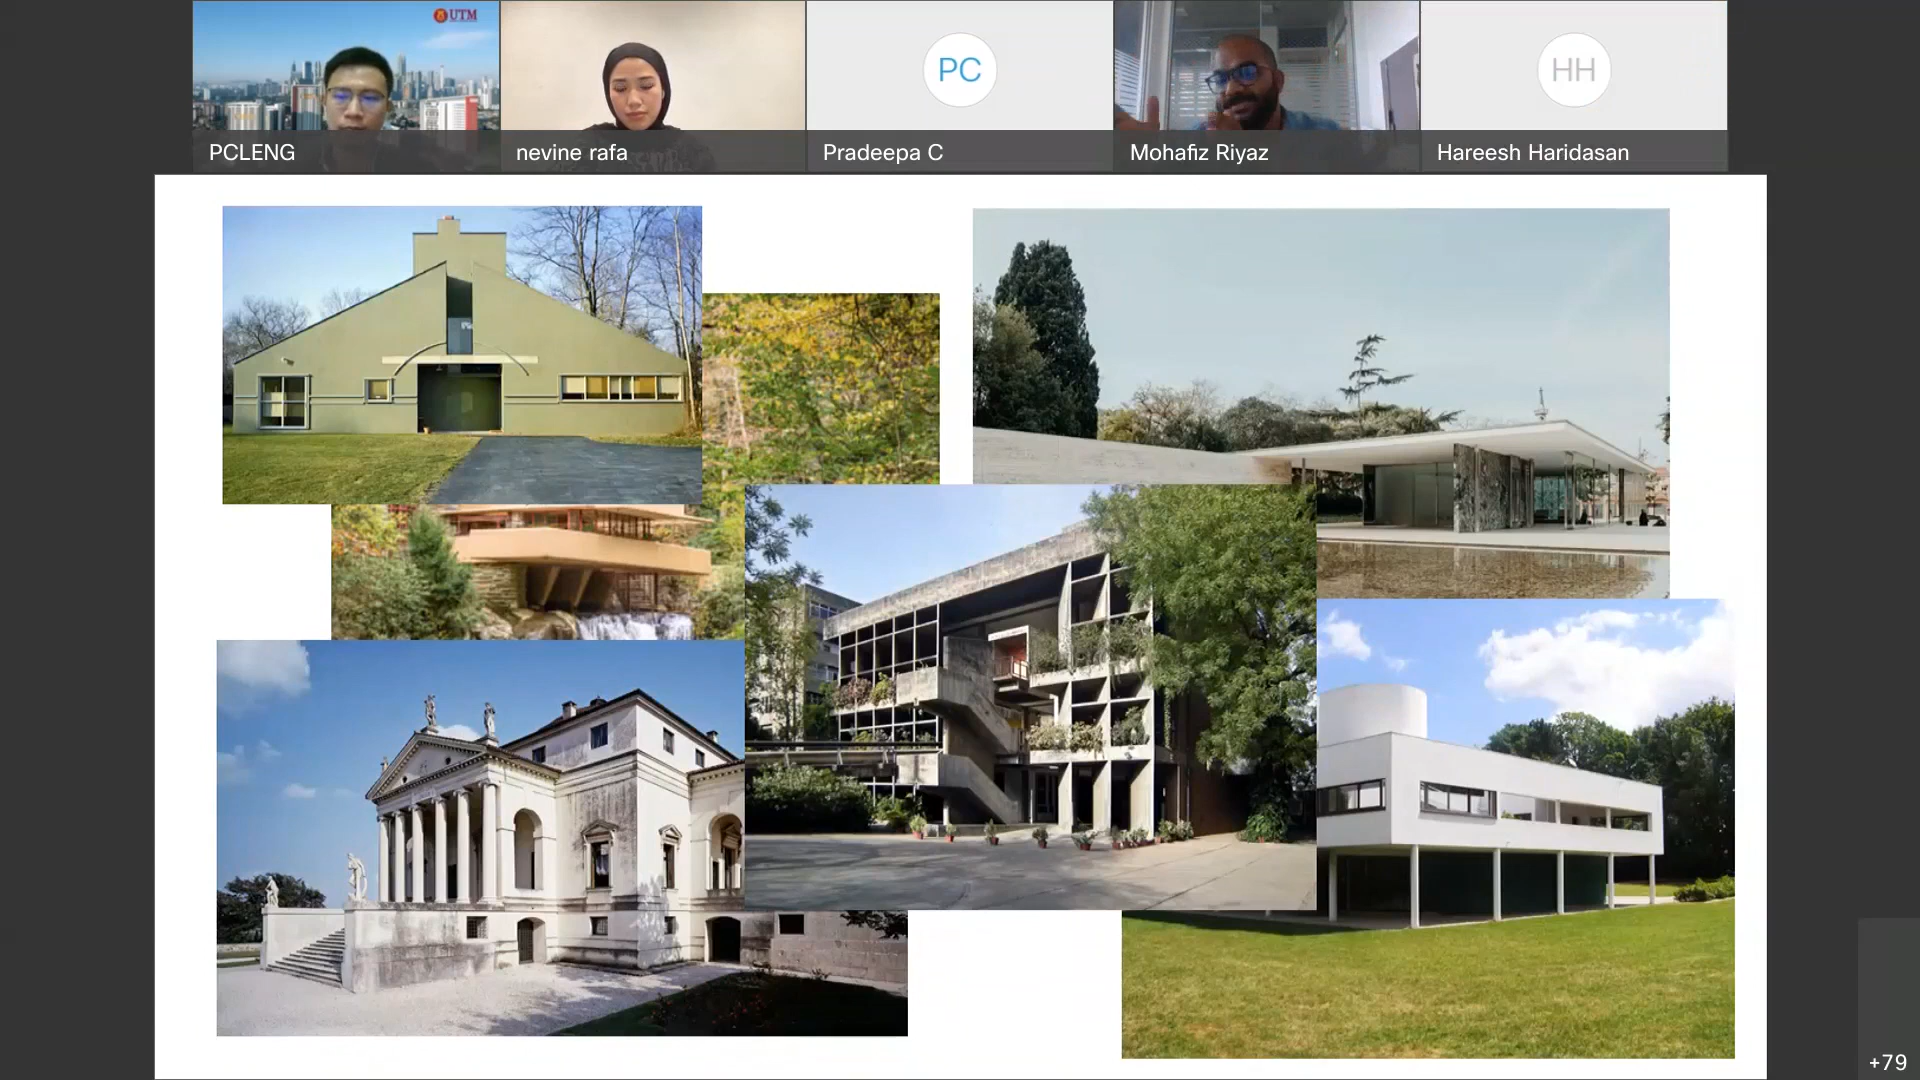 UTM
PC
HH
PCLENG
nevine rafa
Pradeepa C
Mohafiz Riyaz
Hareesh Haridasan
+79